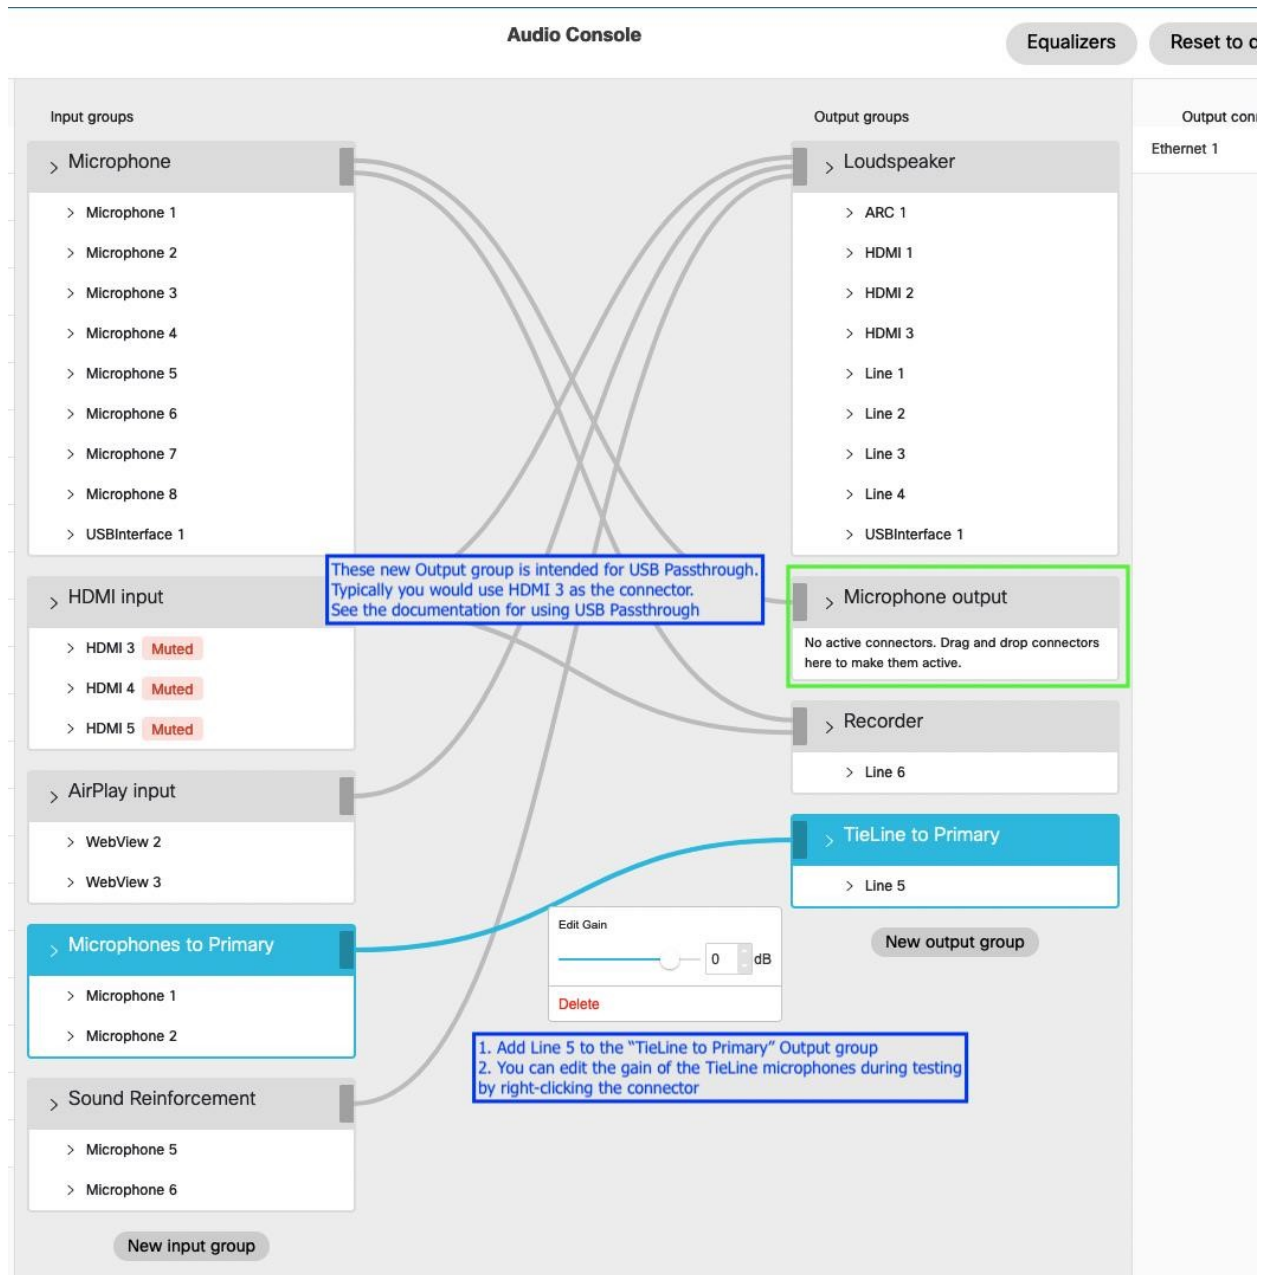 Audio Console
Equalizers
Reset to d
Input groups
Output groups
Output con
Microphone
Microphone 1
Microphone 2
Microphone 3
Microphone 4
Microphone 5
Microphone 6
Microphone 7
Microphone 8
USBInterface 1
Loudspeaker
ARC 1
HDMI 1
HDMI 2
HDMI 3
Line 1
Line 2
Line 3
Line 4
USBInterface 1
Ethernet 1
These new Output group is intended for USB Passthrough.
Typically you would use HDMI 3 as the connector.
See the documentation for using USB Passthrough
HDMI input
HDMI 3 Muted
HDMI 4 Muted
HDMI 5 Muted
Microphone output
No active connectors. Drag and drop connectors
here to make them active.
Recorder
Line 6
AirPlay input
WebView 2
WebView 3
TieLine to Primary
Line 5
New output group
Microphones to Primary
Microphone 1
Microphone 2
Edit Gain
0 dB
Delete
1. Add Line 5 to the “TieLine to Primary” Output group
2. You can edit the gain of the TieLine microphones during testing
by right-clicking the connector
Sound Reinforcement
Microphone 5
Microphone 6
New input group